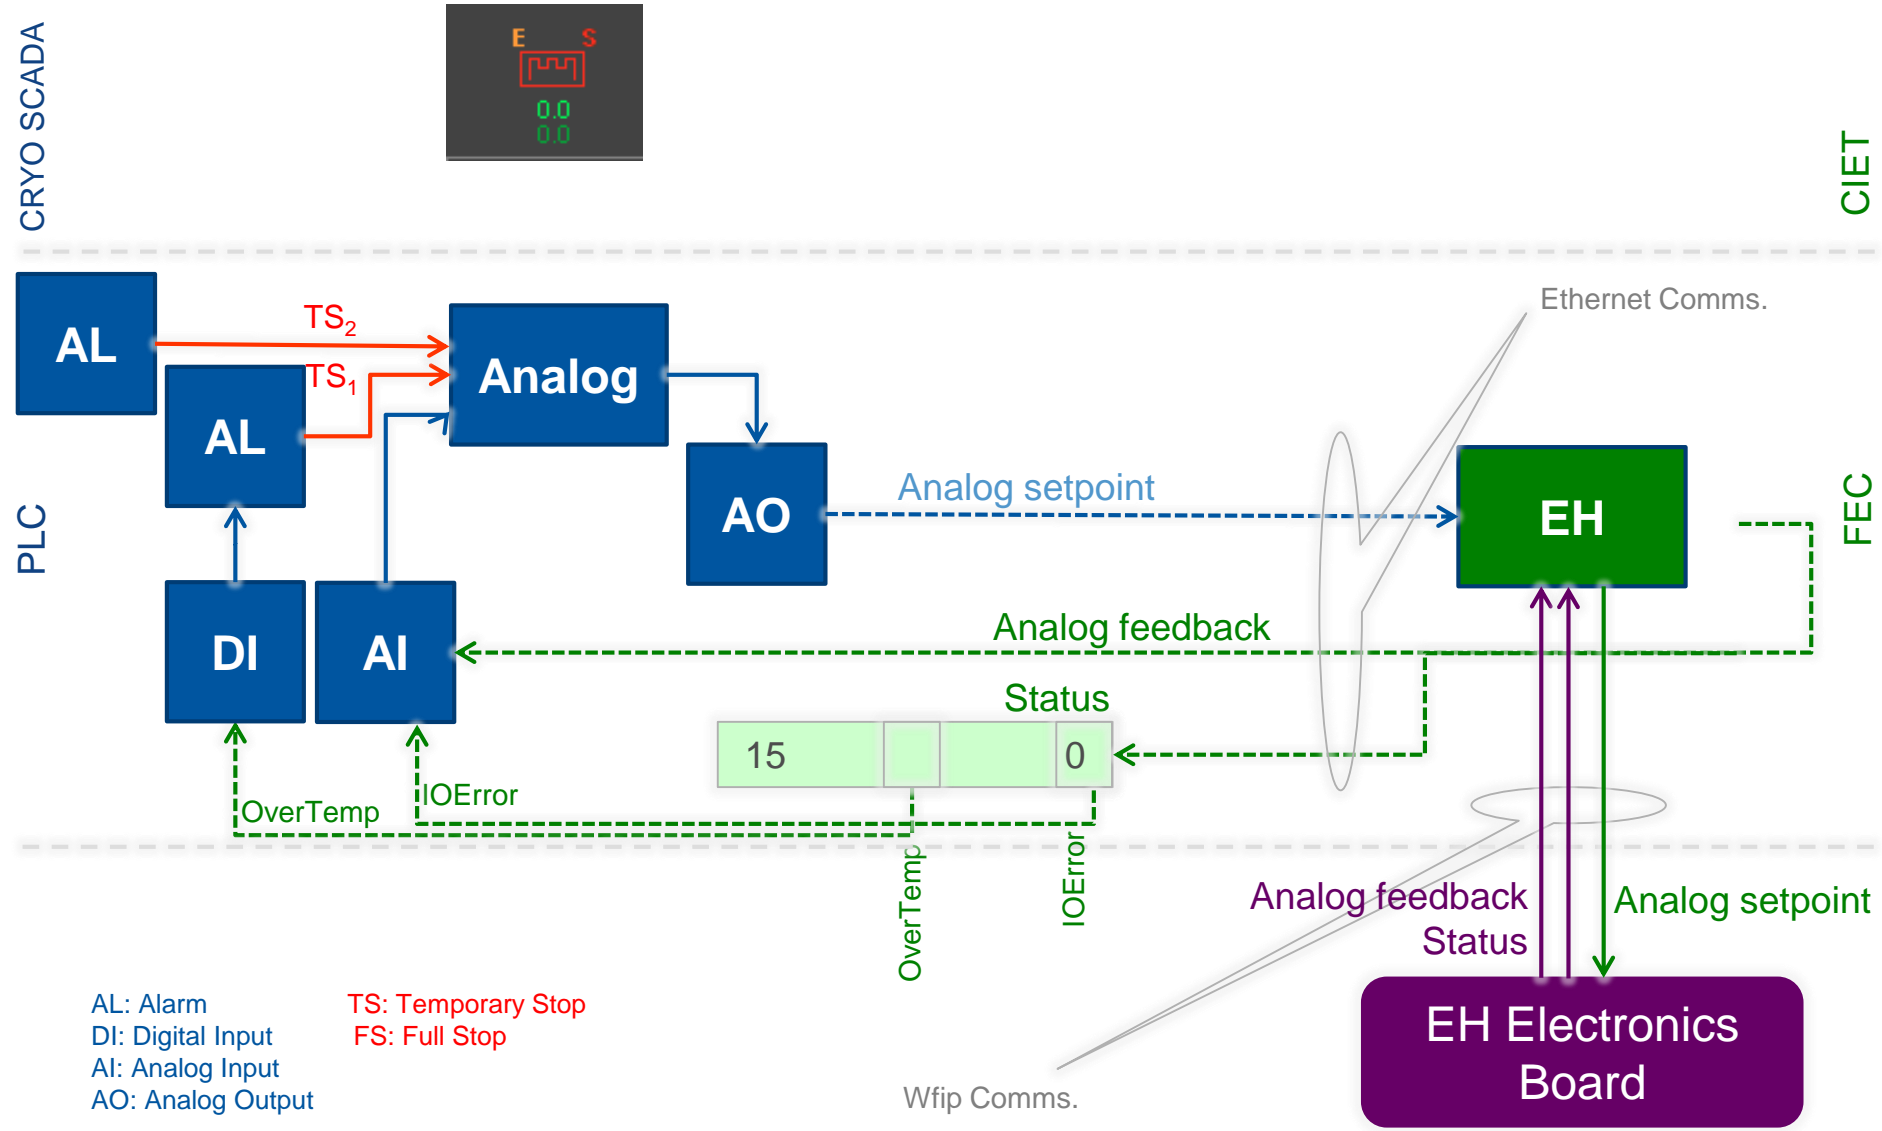 CRYO SCADA
E S
0.0
0.0
CIET
Ethernet Comms.
AL
TS2
TS1
Analog
AL
PLC
AO
Analog setpoint
EH
FEC
DI
AI
Analog feedback
Status
15
0
OverTemp
IOError
OverTemp
IOError
Analog feedback
Status
Analog setpoint
AL: Alarm
DI: Digital Input
AI: Analog Input
AO: Analog Output
TS: Temporary Stop
FS: Full Stop
Wfip Comms.
EH Electronics
Board